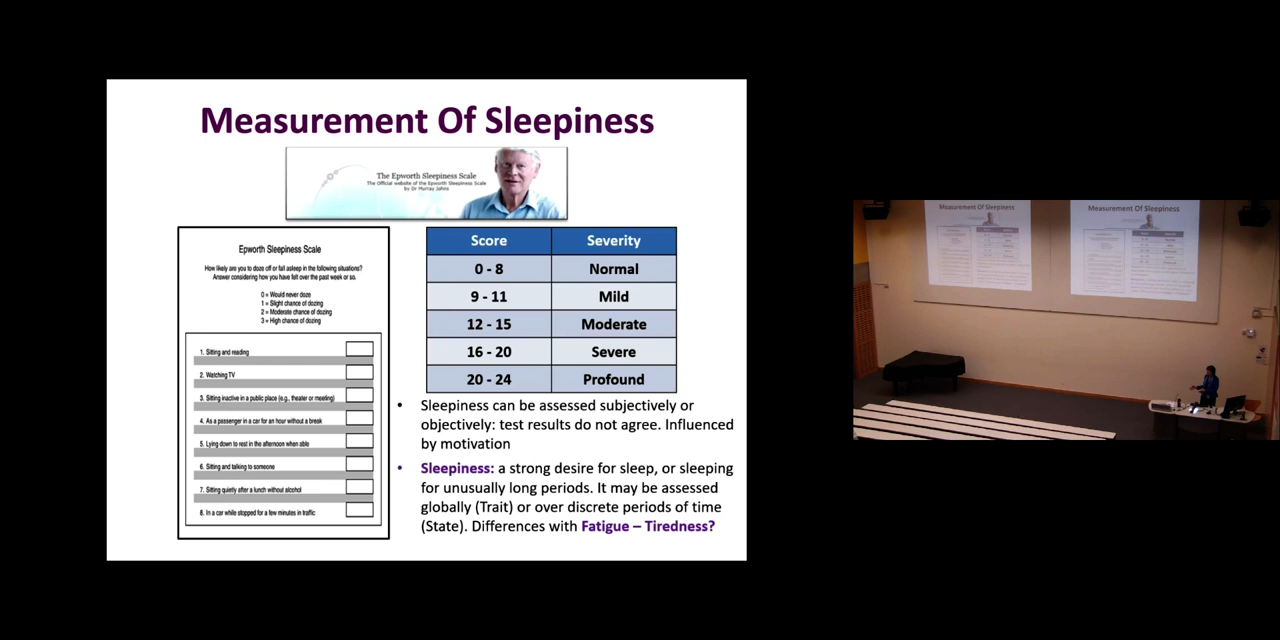 Measurement Of Sleepiness
The Epworth Sleepiness Scale
The Official website of the Epworth Sleepiness Scale
by Dr Murray Johns
Epworth Sleepiness Scale
How likely are you to doze off or fall asleep in the following situations?
Answer considering how you have felt over the past week or so.
0 = Would never doze
1 = Slight chance of dozing
2 = Moderate chance of dozing
3 = High chance of dozing
1. Sitting and reading
2. Watching TV
3. Sitting inactive in a public place (e.g., theater or meeting)
4. As a passenger in a car for an hour without a break
5. Lying down to rest in the afternoon when able
6. Sitting and talking to someone
7. Sitting quietly after a lunch without alcohol
8. In a car while stopped for a few minutes in traffic
Score Severity
0 - 8 Normal
9 - 11 Mild
12 - 15 Moderate
16 - 20 Severe
20 - 24 Profound
• Sleepiness can be assessed subjectively or
objectively: test results do not agree. Influenced
by motivation
• Sleepiness: a strong desire for sleep, or sleeping
for unusually long periods. It may be assessed
globally (Trait) or over discrete periods of time
(State). Differences with Fatigue – Tiredness?
Measurement Of Sleepiness
Measurement Of Sleepiness